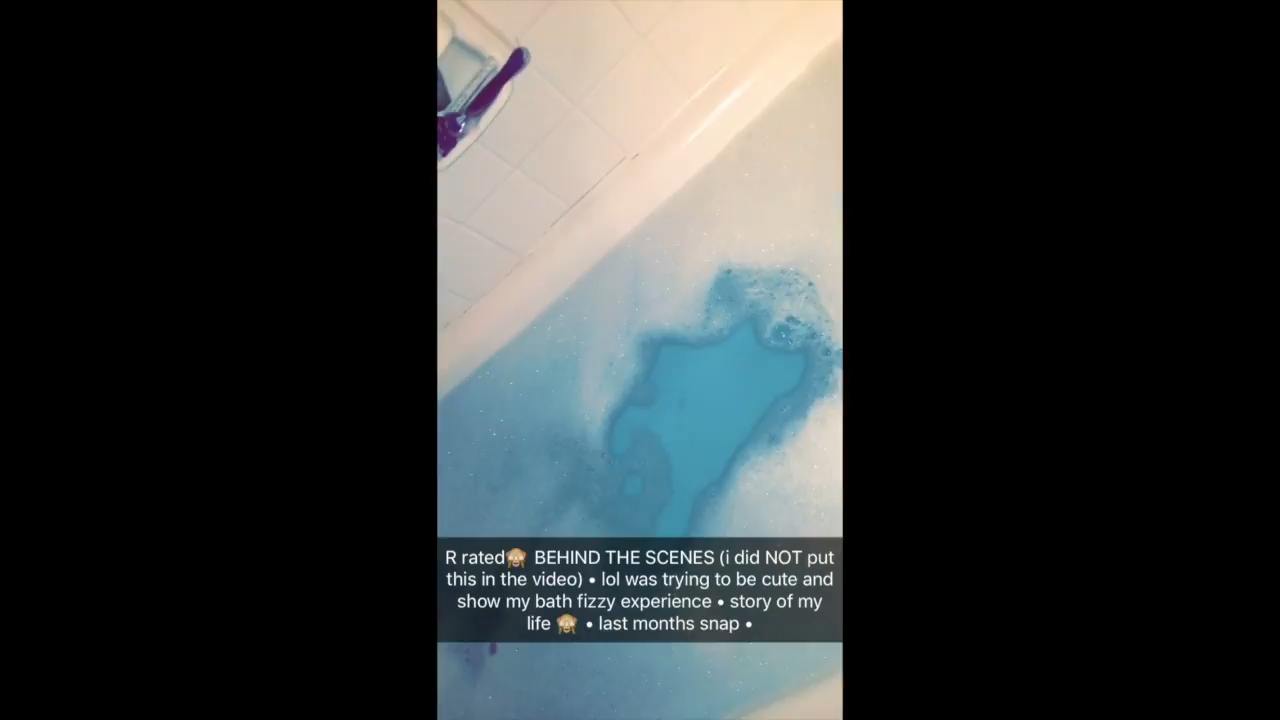 R rated🙈 BEHIND THE SCENES (i did NOT put
this in the video) • lol was trying to be cute and
show my bath fizzy experience • story of my
life 🙈 • last months snap •